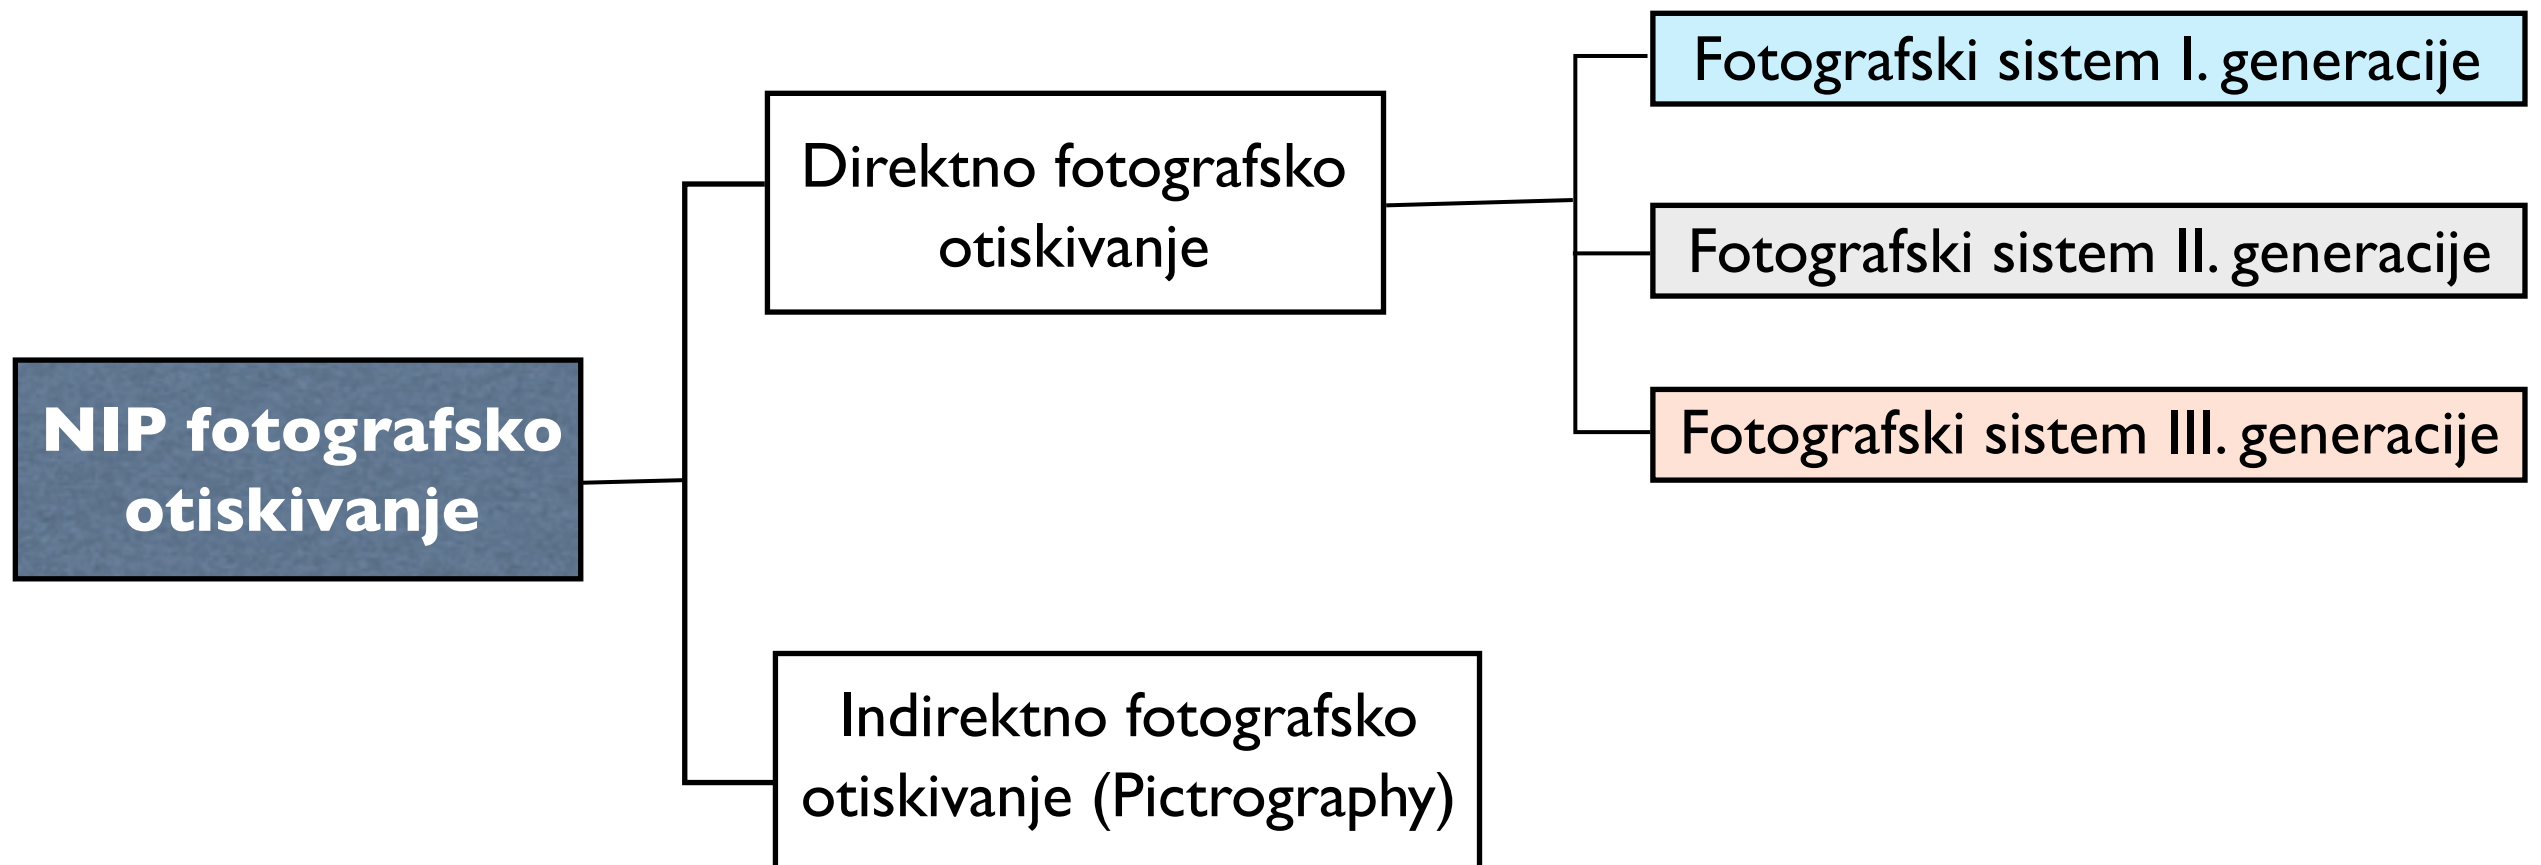 NIP fotografsko
otiskivanje
Direktno fotografsko
otiskivanje
Indirektno fotografsko
otiskivanje (Pictrography)
Fotografski sistem I. generacije
Fotografski sistem II. generacije
Fotografski sistem III. generacije